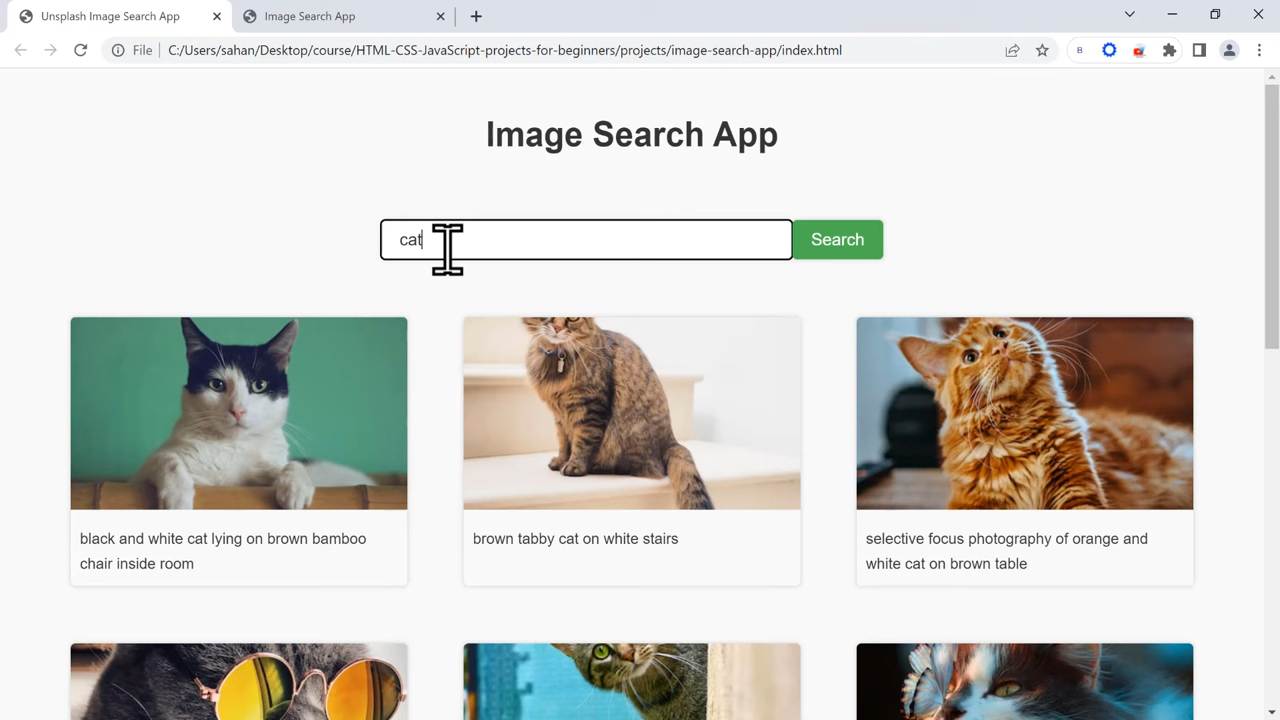 Unsplash Image Search App
Image Search App
File
C:/Users/sahan/Desktop/course/HTML-CSS-JavaScript-projects-for-beginners/projects/image-search-app/index.html
B
Image Search App
cat
Search
black and white cat lying on brown bamboo
chair inside room
brown tabby cat on white stairs
selective focus photography of orange and
white cat on brown table